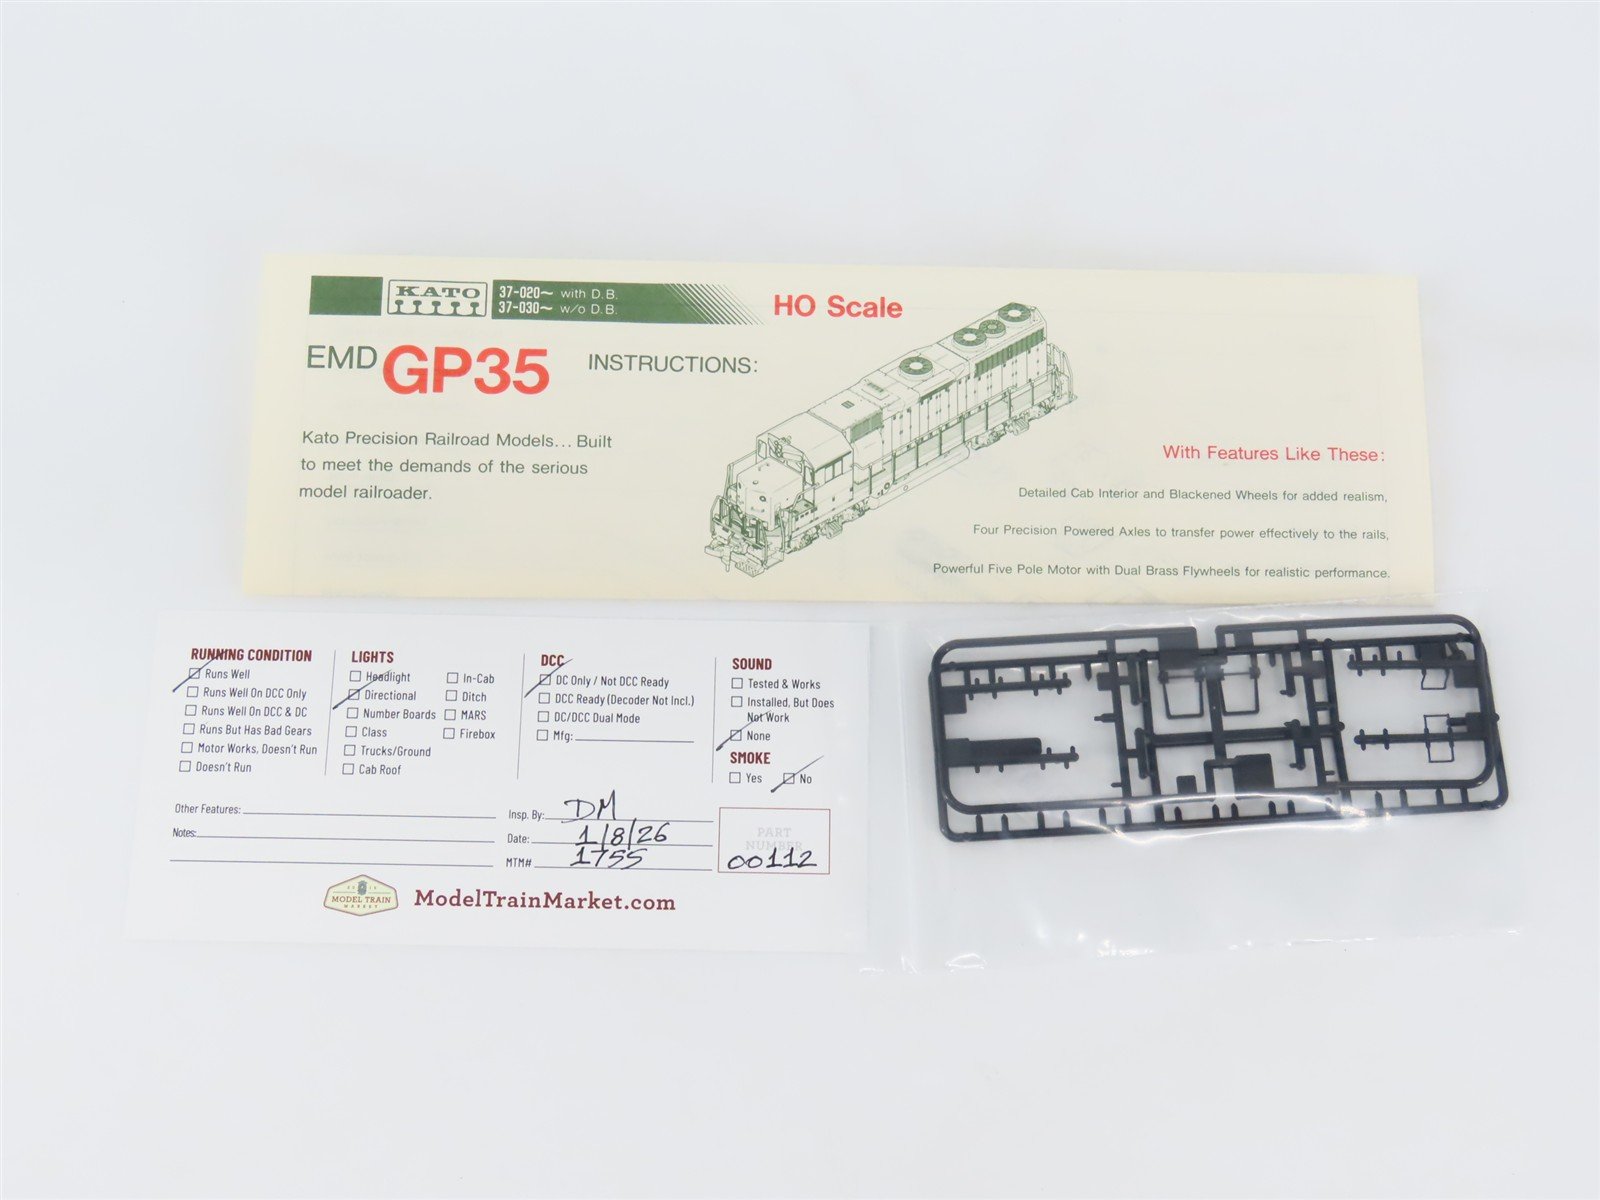 KATO
37-020~ with D.B.
37-030~ w/o D.B.
HO Scale
EMD GP35 INSTRUCTIONS:
Kato Precision Railroad Models... Built
to meet the demands of the serious
model railroader.
With Features Like These:
Detailed Cab Interior and Blackened Wheels for added realism,
Four Precision Powered Axles to transfer power effectively to the rails,
Powerful Five Pole Motor with Dual Brass Flywheels for realistic performance.
RUNNING CONDITION
Runs Well
Runs Well On DCC Only
Runs Well On DCC & DC
Runs But Has Bad Gears
Motor Works, Doesn't Run
Doesn't Run
LIGHTS
Headlight
Directional
Number Boards
Class
Trucks/Ground
Cab Roof
In-Cab
Ditch
MARS
Firebox
DCC
DC Only / Not DCC Ready
DCC Ready (Decoder Not Incl.)
DC/DCC Dual Mode
Mfg:
SOUND
Tested & Works
Installed, But Does
Not Work
None
SMOKE
Yes No
Other Features:
Notes:
Insp. By: DM
Date: 1/8/26
MTM# 1755
PART
NUMBER
00112
MODEL TRAIN
MARKET
ModelTrainMarket.com